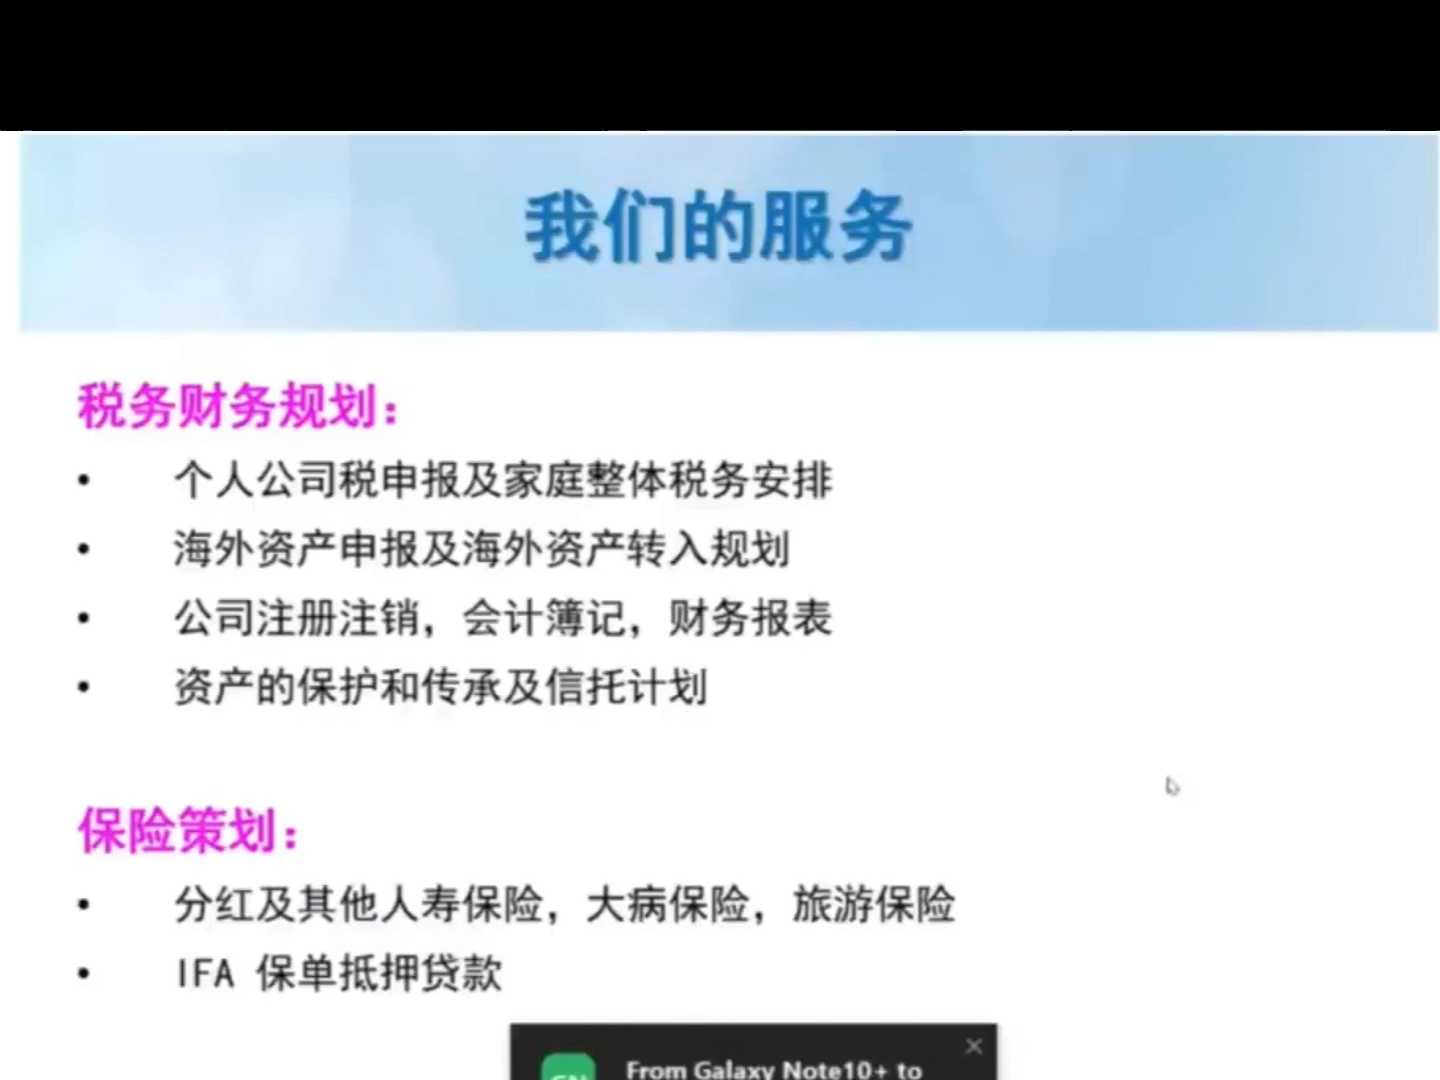 我们的服务
税务财务规划：
• 个人公司税申报及家庭整体税务安排
• 海外资产申报及海外资产转入规划
• 公司注册注销，会计簿记，财务报表
• 资产的保护和传承及信托计划
保险策划：
• 分红及其他人寿保险，大病保险，旅游保险
• IFA 保单抵押贷款
From Galaxy Note10+ to